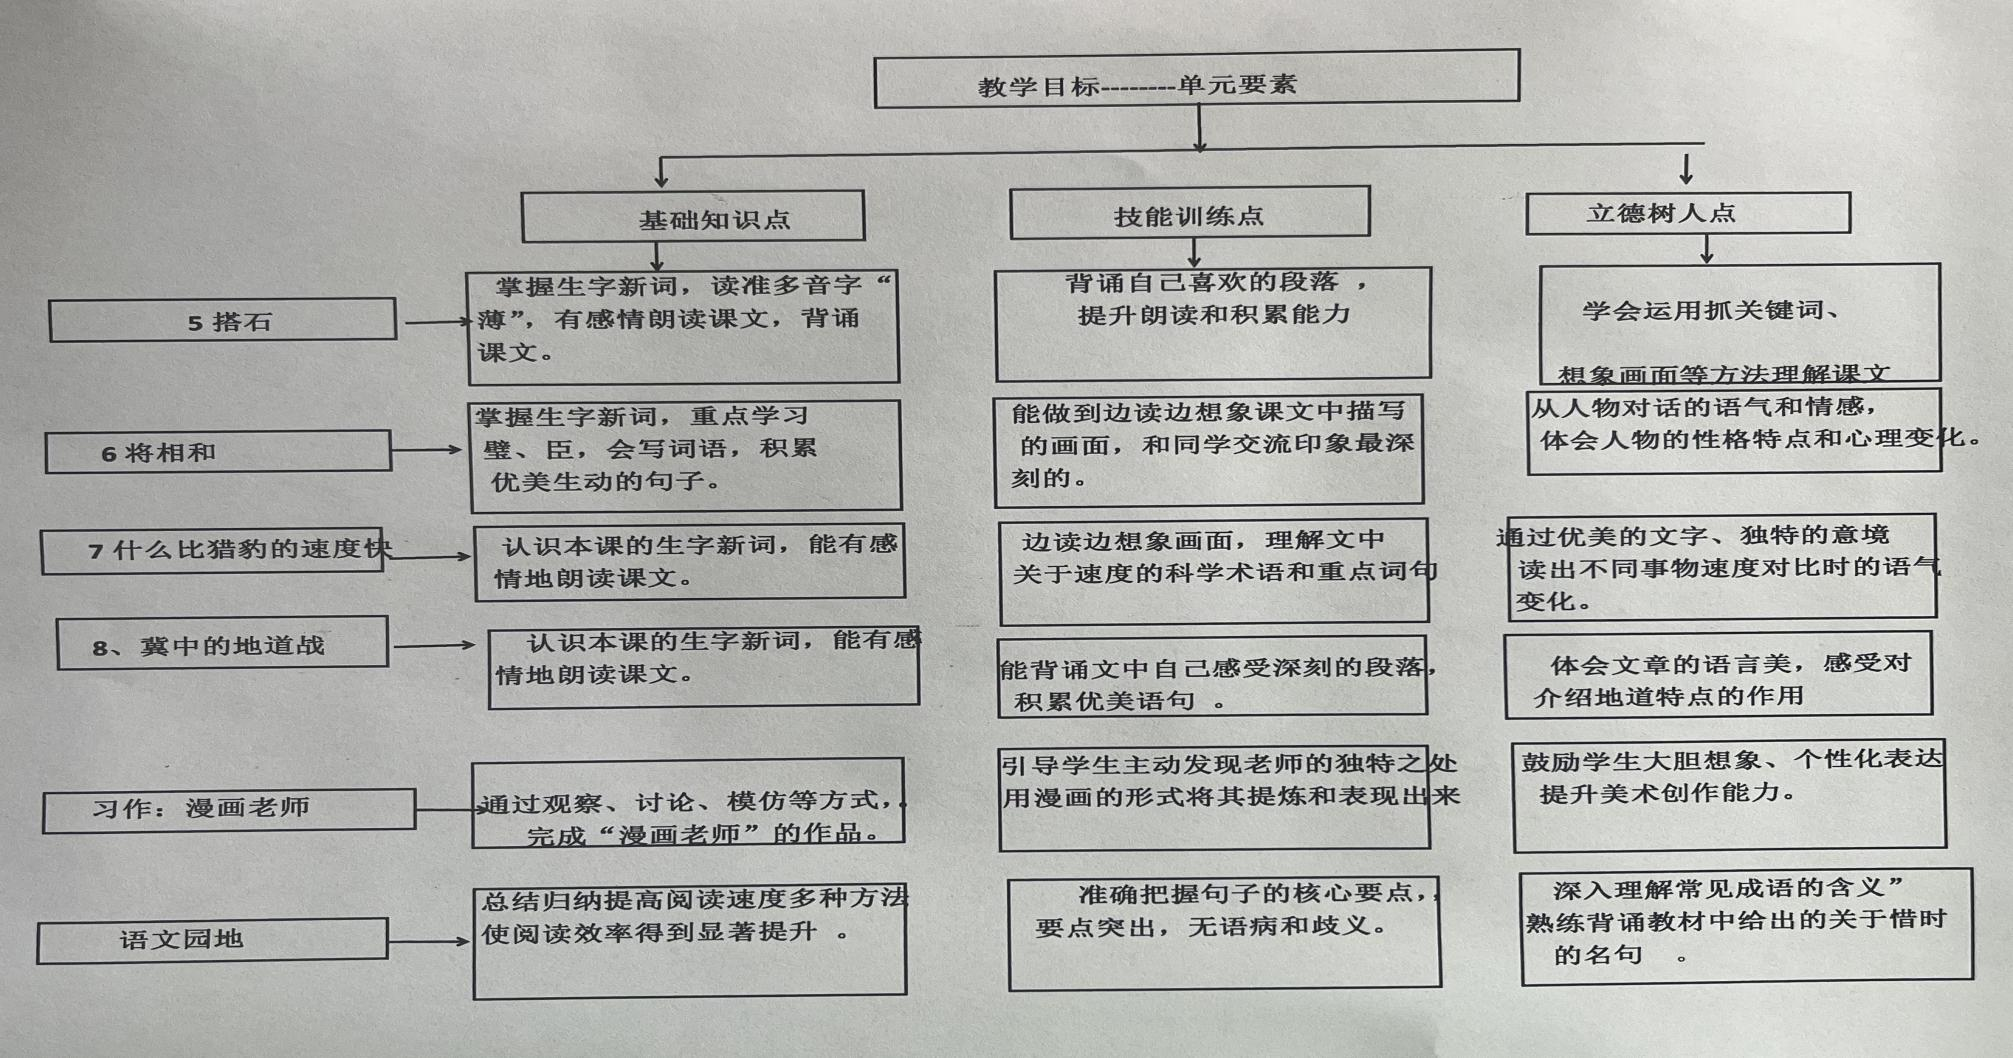 教学目标--------单元要素
基础知识点
技能训练点
立德树人点
5 搭石
掌握生字新词，读准多音字“
薄”，有感情朗读课文，背诵
课文。
背诵自己喜欢的段落 ，
提升朗读和积累能力
学会运用抓关键词、
想象画面等方法理解课文
6 将相和
掌握生字新词，重点学习
璧、臣，会写词语，积累
优美生动的句子。
能做到边读边想象课文中描写
的画面，和同学交流印象最深
刻的。
从人物对话的语气和情感，
体会人物的性格特点和心理变化。
7 什么比猎豹的速度快
认识本课的生字新词，能有感
情地朗读课文。
边读边想象画面，理解文中
关于速度的科学术语和重点词句
通过优美的文字、独特的意境
读出不同事物速度对比时的语气
变化。
8、冀中的地道战
认识本课的生字新词，能有感
情地朗读课文。
能背诵文中自己感受深刻的段落，
积累优美语句 。
体会文章的语言美，感受对
介绍地道特点的作用
习作：漫画老师
通过观察、讨论、模仿等方式，.
完成“漫画老师”的作品。
引导学生主动发现老师的独特之处
用漫画的形式将其提炼和表现出来
鼓励学生大胆想象、个性化表达
提升美术创作能力。
语文园地
总结归纳提高阅读速度多种方法
使阅读效率得到显著提升 。
准确把握句子的核心要点，，
要点突出，无语病和歧义。
深入理解常见成语的含义”
熟练背诵教材中给出的关于惜时
的名句 。